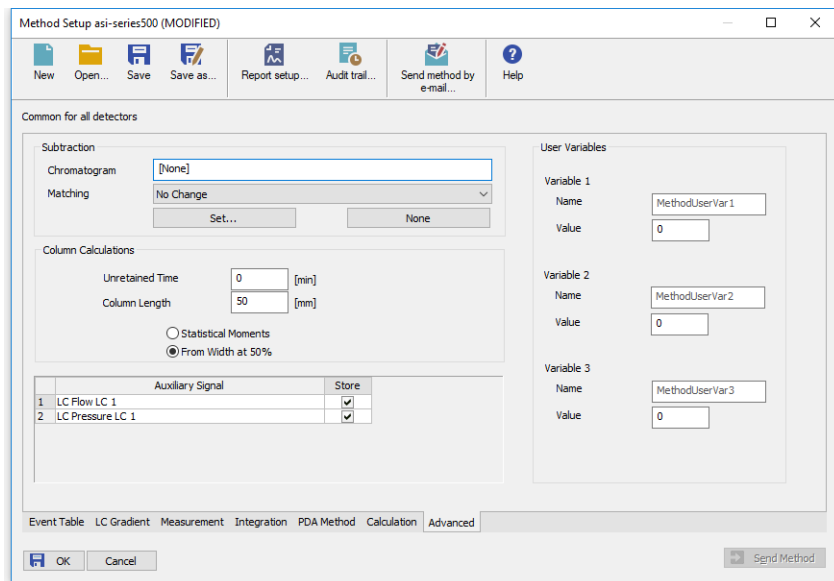 Method Setup asi-series500 (MODIFIED)
New Open... Save Save as... Report setup... Audit trail... Send method by e-mail... Help
Common for all detectors
Subtraction
Chromatogram [None]
Matching No Change
Set... None
Column Calculations
Unretained Time 0 [min]
Column Length 50 [mm]
Statistical Moments
From Width at 50%
Auxiliary Signal Store
1 LC Flow LC 1
2 LC Pressure LC 1
User Variables
Variable 1
Name MethodUserVar1
Value 0
Variable 2
Name MethodUserVar2
Value 0
Variable 3
Name MethodUserVar3
Value 0
Event Table LC Gradient Measurement Integration PDA Method Calculation Advanced
OK Cancel Send Method